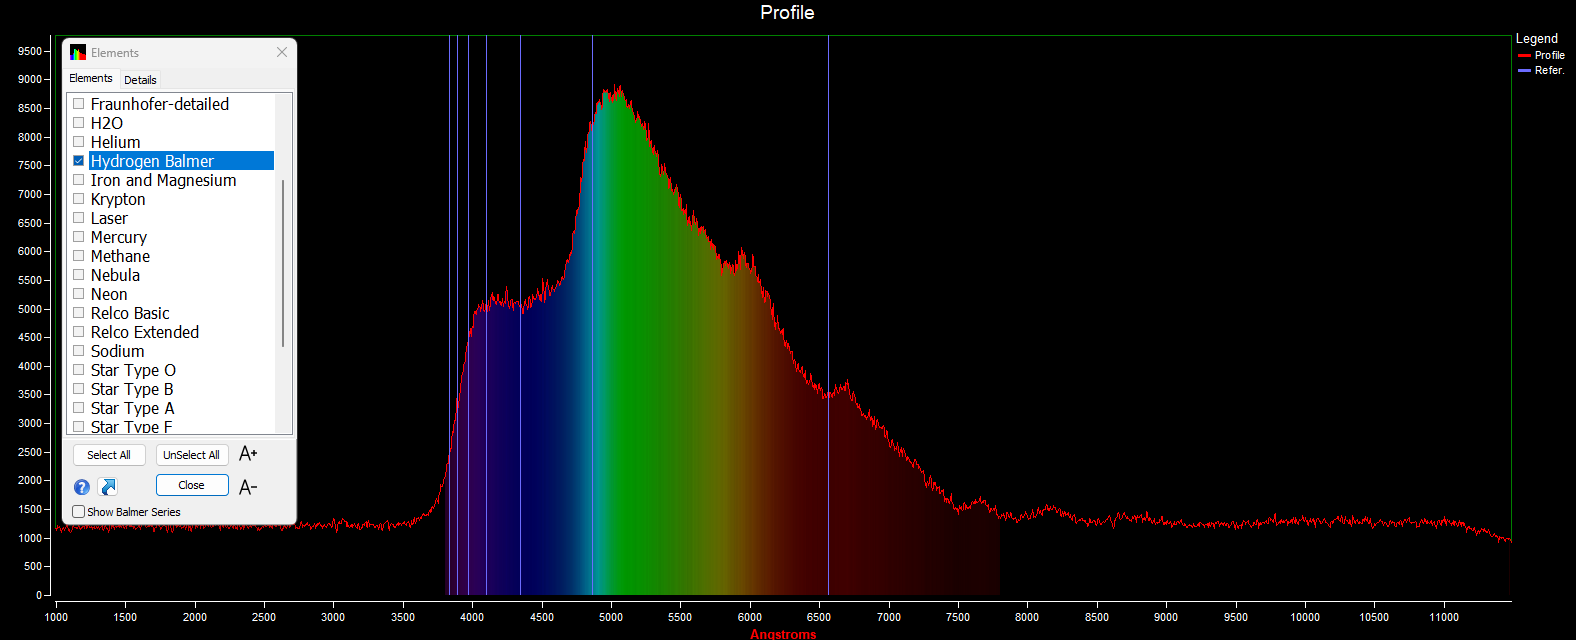 Profile
Legend
Profile
Refer.
9500
9000
8500
8000
7500
7000
6500
6000
5500
5000
4500
4000
3500
3000
2500
2000
1500
1000
500
0
Elements
Elements Details
Fraunhofer-detailed
H2O
Helium
Hydrogen Balmer
Iron and Magnesium
Krypton
Laser
Mercury
Methane
Nebula
Neon
Relco Basic
Relco Extended
Sodium
Star Type O
Star Type B
Star Type A
Star Type F
Select All UnSelect All A+
? Close A-
Show Balmer Series
1000 1500 2000 2500 3000 3500 4000 4500 5000 5500 6000 6500 7000 7500 8000 8500 9000 9500 10000 10500 11000
Angstroms